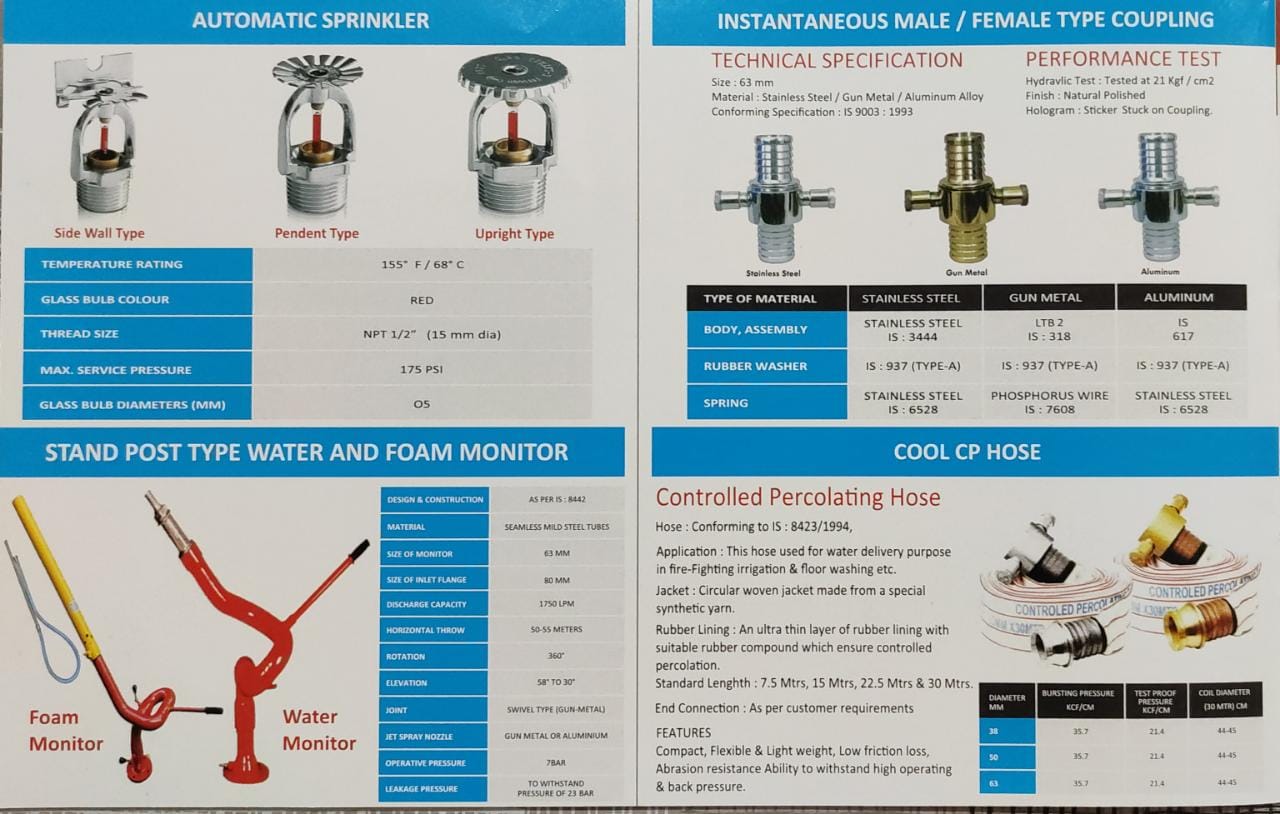 AUTOMATIC SPRINKLER
Side Wall Type
Pendent Type
Upright Type
TEMPERATURE RATING 155° F / 68° C
GLASS BULB COLOUR RED
THREAD SIZE NPT 1/2” (15 mm dia)
MAX. SERVICE PRESSURE 175 PSI
GLASS BULB DIAMETERS (MM) O5
INSTANTANEOUS MALE / FEMALE TYPE COUPLING
TECHNICAL SPECIFICATION
Size : 63 mm
Material : Stainless Steel / Gun Metal / Aluminum Alloy
Conforming Specification : IS 9003 : 1993
PERFORMANCE TEST
Hydravlic Test : Tested at 21 Kgf / cm2
Finish : Natural Polished
Hologram : Sticker Stuck on Coupling.
Stainless Steel
Gun Metal
Aluminum
TYPE OF MATERIAL STAINLESS STEEL GUN METAL ALUMINUM
BODY, ASSEMBLY STAINLESS STEEL LTB 2 IS
IS : 3444 IS : 318 617
RUBBER WASHER IS : 937 (TYPE-A) IS : 937 (TYPE-A) IS : 937 (TYPE-A)
SPRING STAINLESS STEEL PHOSPHORUS WIRE STAINLESS STEEL
IS : 6528 IS : 7608 IS : 6528
STAND POST TYPE WATER AND FOAM MONITOR
Foam
Monitor
Water
Monitor
DESIGN & CONSTRUCTION AS PER IS : 8442
MATERIAL SEAMLESS MILD STEEL TUBES
SIZE OF MONITOR 63 MM
SIZE OF INLET FLANGE 80 MM
DISCHARGE CAPACITY 1750 LPM
HORIZONTAL THROW 50-55 METERS
ROTATION 360°
ELEVATION 58° TO 30°
JOINT SWIVEL TYPE (GUN-METAL)
JET SPRAY NOZZLE GUN METAL OR ALUMINIUM
OPERATIVE PRESSURE 7BAR
LEAKAGE PRESSURE TO WITHSTAND
PRESSURE OF 23 BAR
COOL CP HOSE
Controlled Percolating Hose
Hose : Conforming to IS : 8423/1994,
Application : This hose used for water delivery purpose
in fire-Fighting irrigation & floor washing etc.
Jacket : Circular woven jacket made from a special
synthetic yarn.
Rubber Lining : An ultra thin layer of rubber lining with
suitable rubber compound which ensure controlled
percolation.
Standard Lenghth : 7.5 Mtrs, 15 Mtrs, 22.5 Mtrs & 30 Mtrs.
End Connection : As per customer requirements
FEATURES
Compact, Flexible & Light weight, Low friction loss,
Abrasion resistance Ability to withstand high operating
& back pressure.
CONTROLED
CONTROLED
DIAMETER BURSTING PRESSURE TEST PROOF COIL DIAMETER
MM KCF/CM PRESSURE (30 MTR) CM
KCF/CM
38 35.7 21.4 44-45
50 35.7 21.4 44-45
63 35.7 21.4 44-45